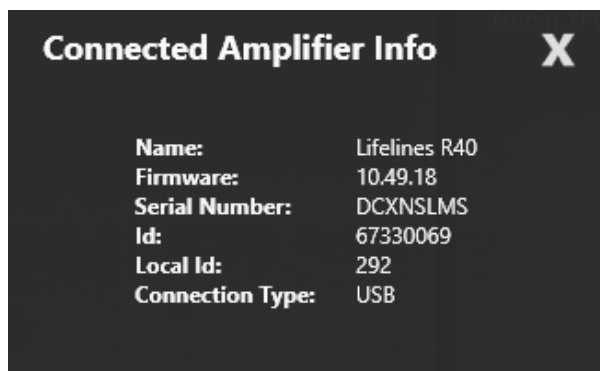 Connected Amplifier Info X
Name: Lifelines R40
Firmware: 10.49.18
Serial Number: DCXNSLMS
Id: 67330069
Local Id: 292
Connection Type: USB